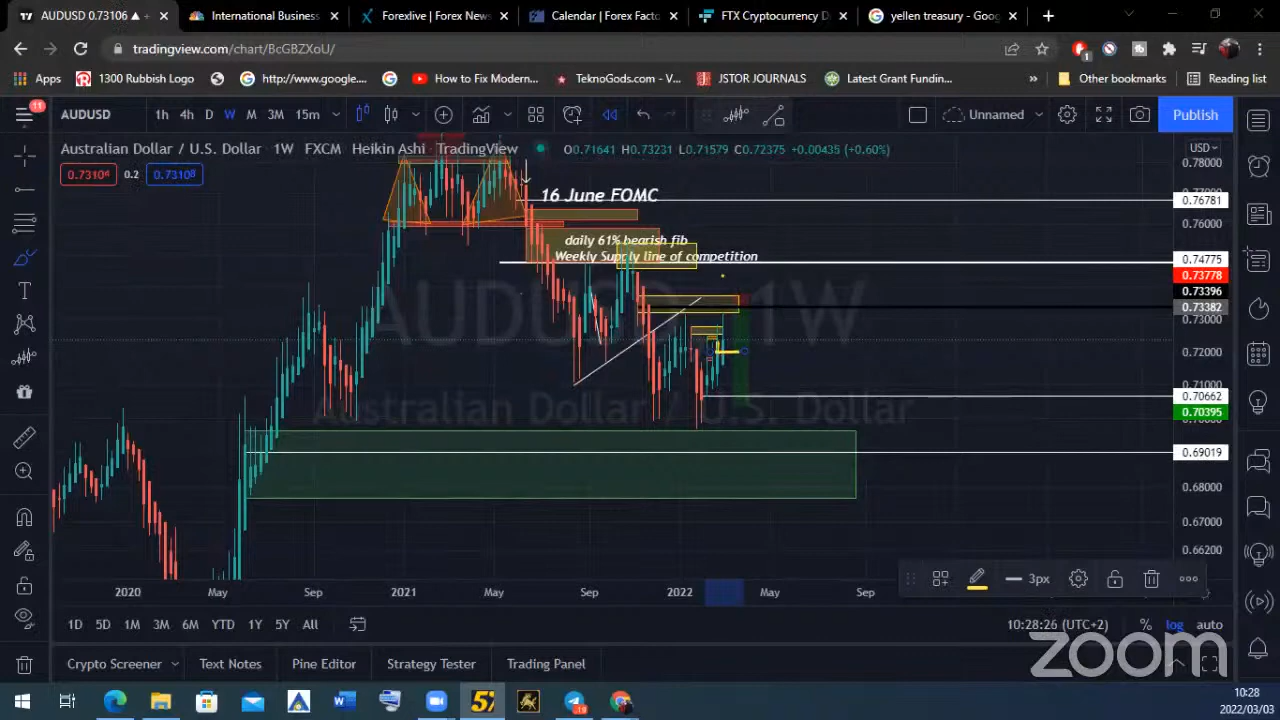 AUDUSD 0.73106 ▲ +
International Business
Forexlive | Forex News
Calendar | Forex Facto
FTX Cryptocurrency D
yellen treasury - Goog
tradingview.com/chart/BcGBZXoU/
1
Apps
1300 Rubbish Logo
http://www.google....
How to Fix Modern...
TeknoGods.com - V...
JSTOR JOURNALS
Latest Grant Fundin...
»
Other bookmarks
Reading list
11
AUDUSD
1h 4h D W M 3M 15m
Unnamed
Publish
Australian Dollar / U.S. Dollar · 1W · FXCM · Heikin Ashi · TradingView
O0.71641 H0.73231 L0.71579 C0.72375 +0.00435 (+0.60%)
USD
73106
0.2
0.73108
16 June FOMC
daily 61% bearish fib
Weekly Supply line of competition
AUDUSD, 1W
Australian Dollar / U.S. Dollar
0.78000
0.76781
0.76000
0.74775
0.73778
0.73396
0.73382
0.73000
0.72000
0.71000
0.70662
0.70395
0.69019
0.68000
0.67000
0.66200
3px
2020 May Sep 2021 May Sep 2022 May Sep
1D 5D 1M 3M 6M YTD 1Y 5Y All
10:28:26 (UTC+2)
% log auto
Crypto Screener
Text Notes
Pine Editor
Strategy Tester
Trading Panel
zoom
10:28
2022/03/03